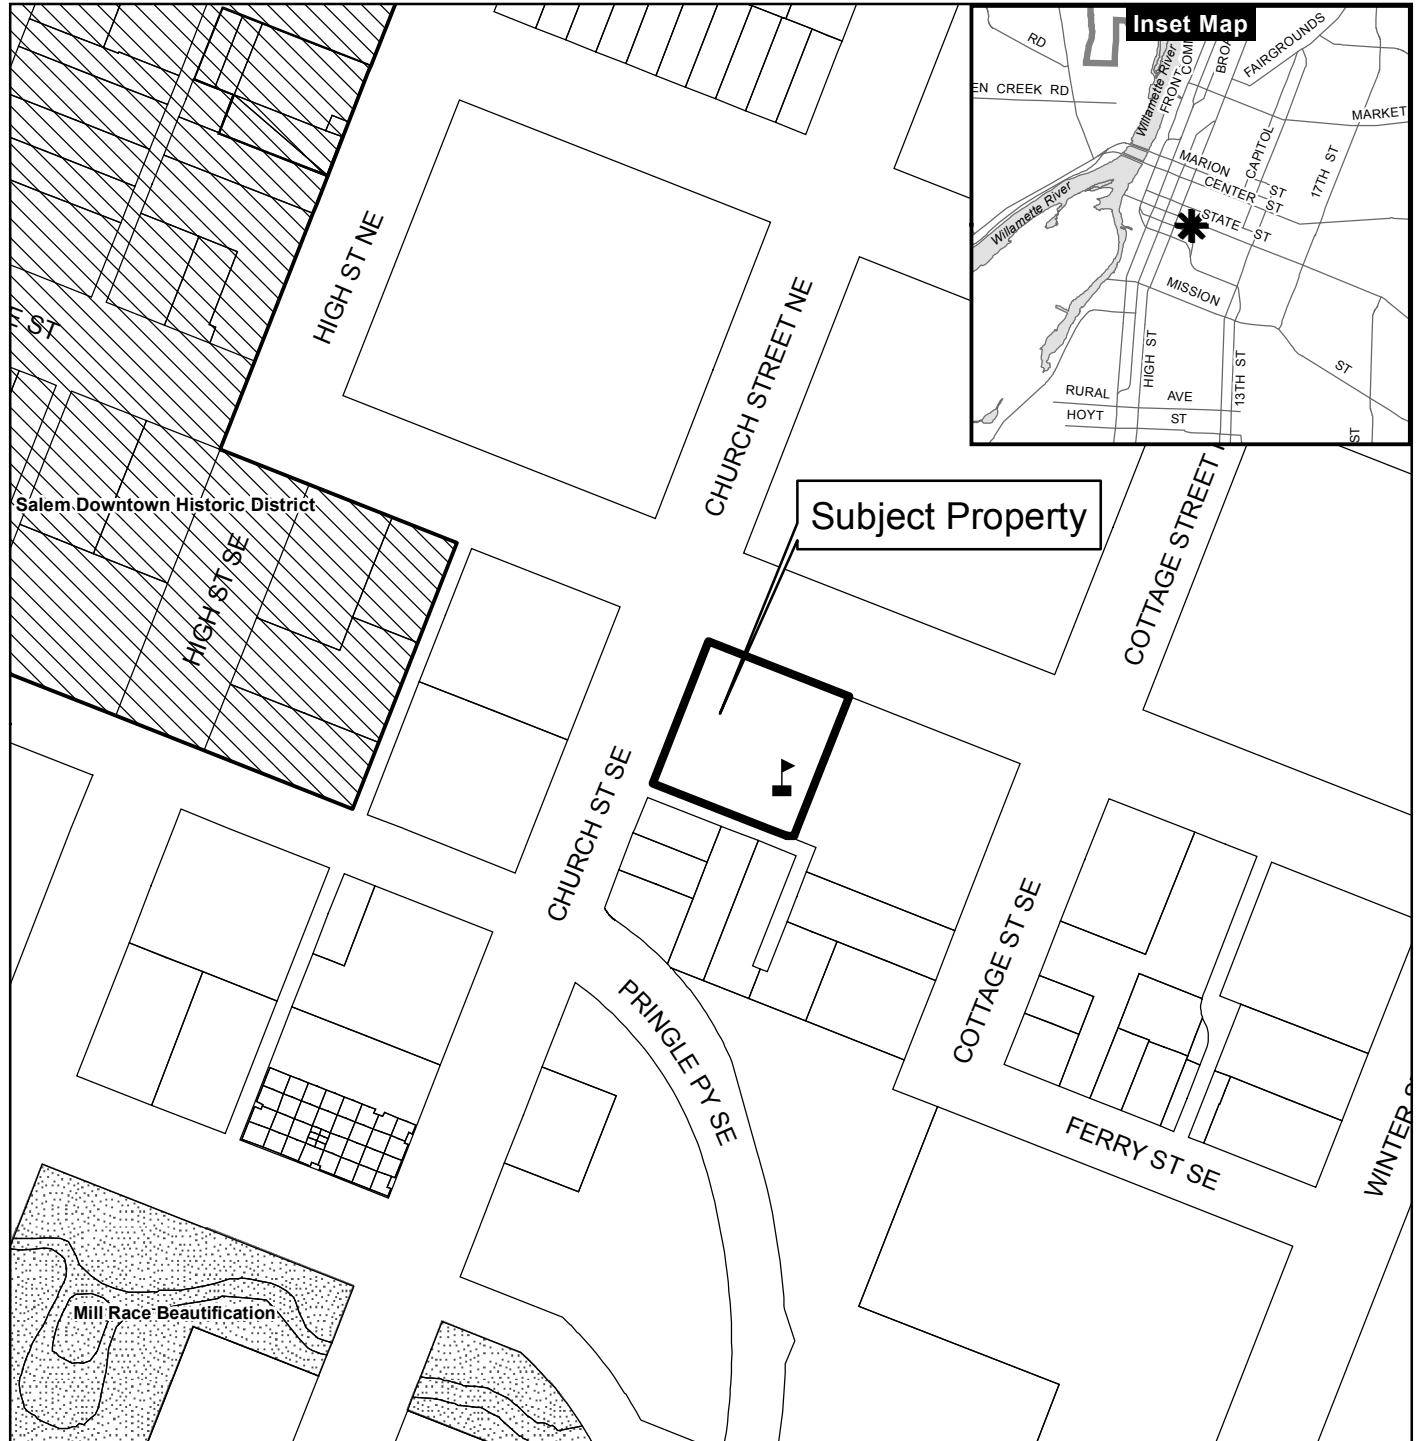 Inset Map
RD
EN CREEK RD
Willamette River
FRONT
COMM
BROA
FAIRGROUNDS
MARKET
CAPITOL
17TH ST
MARION ST
CENTER ST
STATE ST
Willamette River
MISSION
ST
HIGH ST
13TH ST
RURAL AVE
HOYT ST
ST
HIGH ST NE
CHURCH STREET NE
E ST
Salem Downtown Historic District
Subject Property
COTTAGE STREET
HIGH ST SE
CHURCH ST SE
COTTAGE ST SE
PRINGLE PY SE
FERRY ST SE
WINTER S
Mill Race Beautification